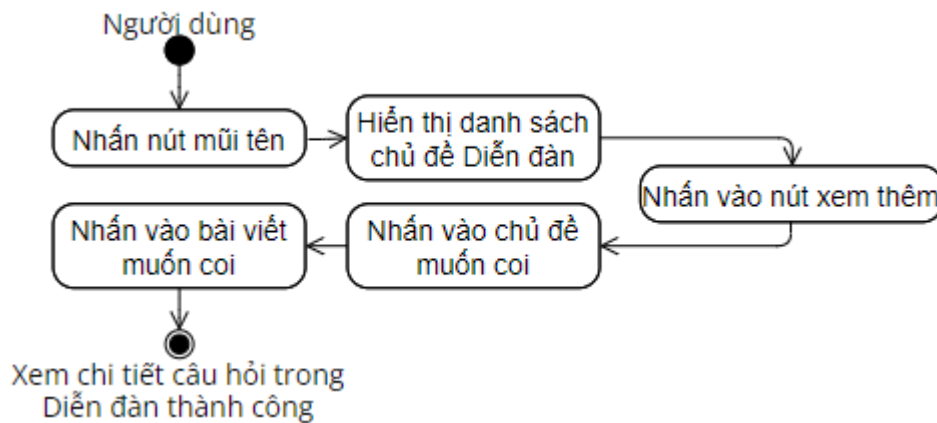 Người dùng
Nhấn nút mũi tên
Hiển thị danh sách
chủ đề Diễn đàn
Nhấn vào nút xem thêm
Nhấn vào chủ đề
muốn coi
Nhấn vào bài viết
muốn coi
Xem chi tiết câu hỏi trong
Diễn đàn thành công